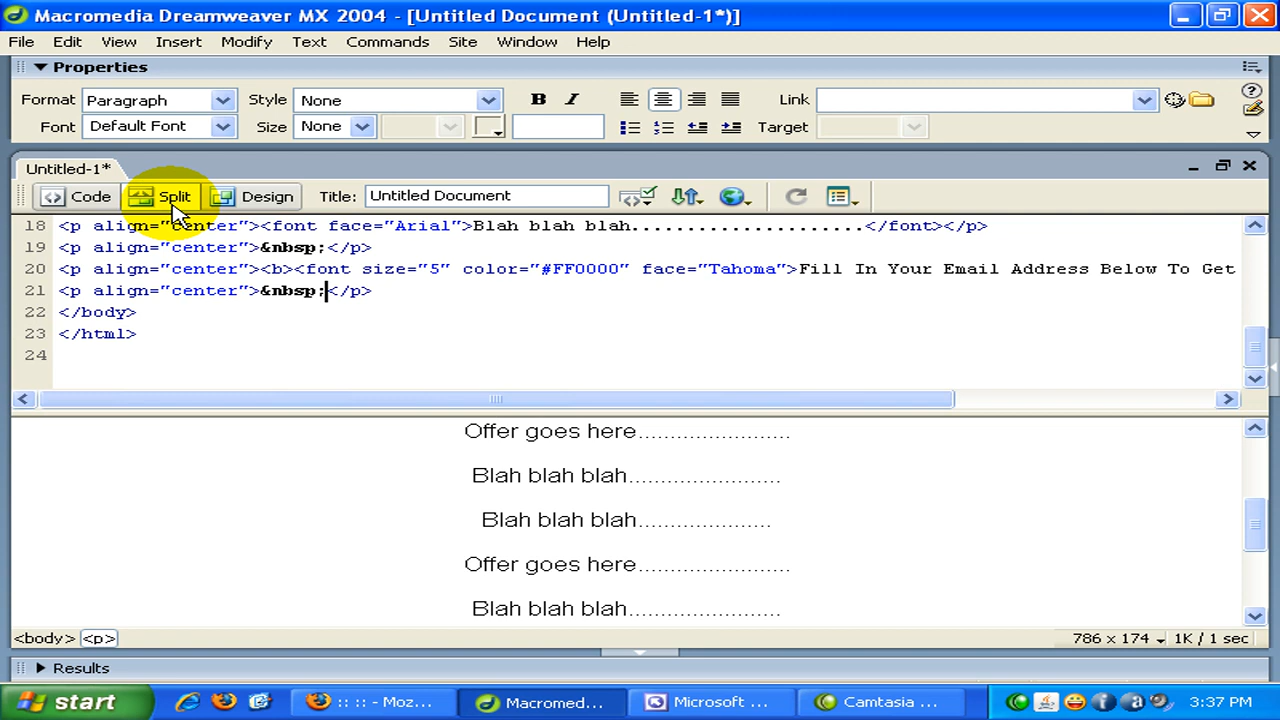 Macromedia Dreamweaver MX 2004 - [Untitled Document (Untitled-1*)]
File Edit View Insert Modify Text Commands Site Window Help
Properties
Format Paragraph Style None B I Link
Font Default Font Size None Target
Untitled-1*
Code Split Design Title: Untitled Document
18 <p align="center"><font face="Arial">Blah blah blah.....................</font></p>
19 <p align="center">&nbsp;</p>
20 <p align="center"><b><font size="5" color="#FF0000" face="Tahoma">Fill In Your Email Address Below To Get
21 <p align="center">&nbsp;</p>
22 </body>
23 </html>
24
Offer goes here.......................
Blah blah blah.......................
Blah blah blah....................
Offer goes here.......................
Blah blah blah.......................
<body> <p> 786 x 174 1K / 1 sec
Results
start :: :: - Moz... Macromed... Microsoft ... Camtasia ... 3:37 PM